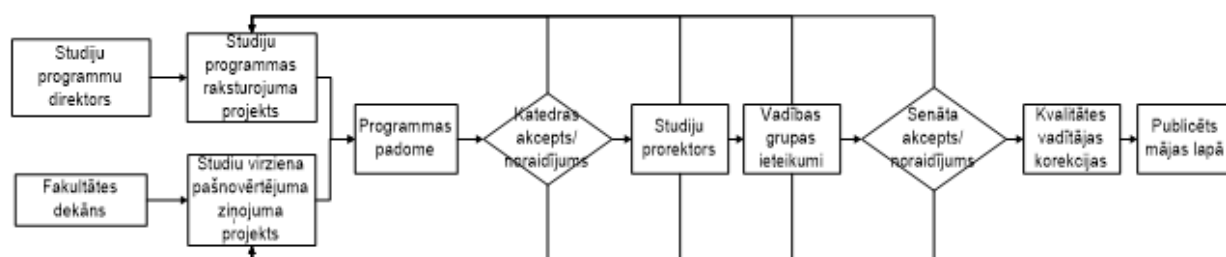 Studiju
programmu
direktors
Studiju
programmas
raksturojuma
projekts
Fakultātes
dekāns
Studiu virziena
pašnovērtējuma
ziņojuma
projekts
Programmas
padome
Katedras
akcepts/
noraidījums
Studiju
prorektors
Vadības
grupas
ieteikumi
Senāta
akcepts/
noraidījums
Kvalitātes
vadītājas
korekcijas
Publicēts
mājas lapā